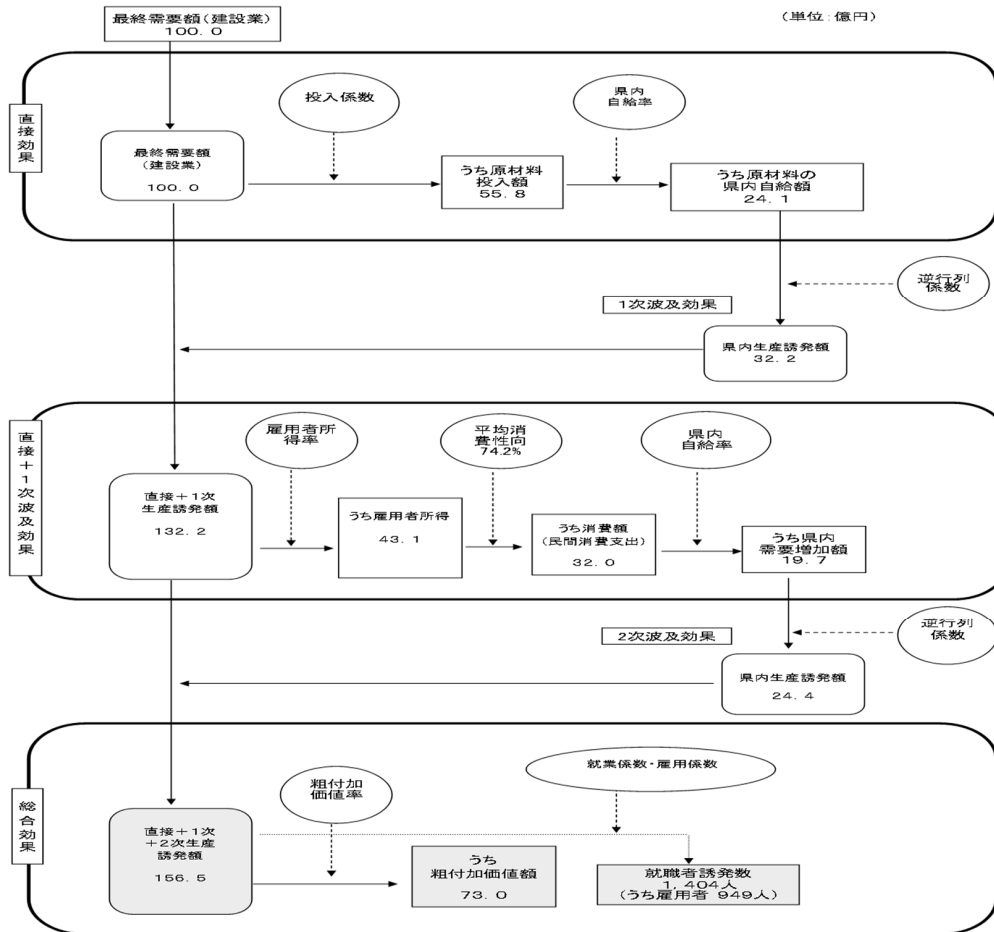 最終需要額(建設業)
100.0
(単位:億円)
直接効果
投入係数
県内
自給率
最終需要額
(建設業)
100.0
うち原材料
投入額
55.8
うち原材料の
県内自給額
24.1
逆行列
係数
1次波及効果
県内生産誘発額
32.2
直接+1次波及効果
雇用者所
得率
平均消
費性向
74.2%
県内
自給率
直接+1次
生産誘発額
132.2
うち雇用者所得
43.1
うち消費額
(民間消費支出)
32.0
うち県内
需要増加額
19.7
逆行列
係数
2次波及効果
県内生産誘発額
24.4
総合効果
粗付加
価値率
就業係数・雇用係数
直接+1次
+2次生産
誘発額
156.5
うち
粗付加価値額
73.0
就職者誘発数
1,404人
(うち雇用者 949人)